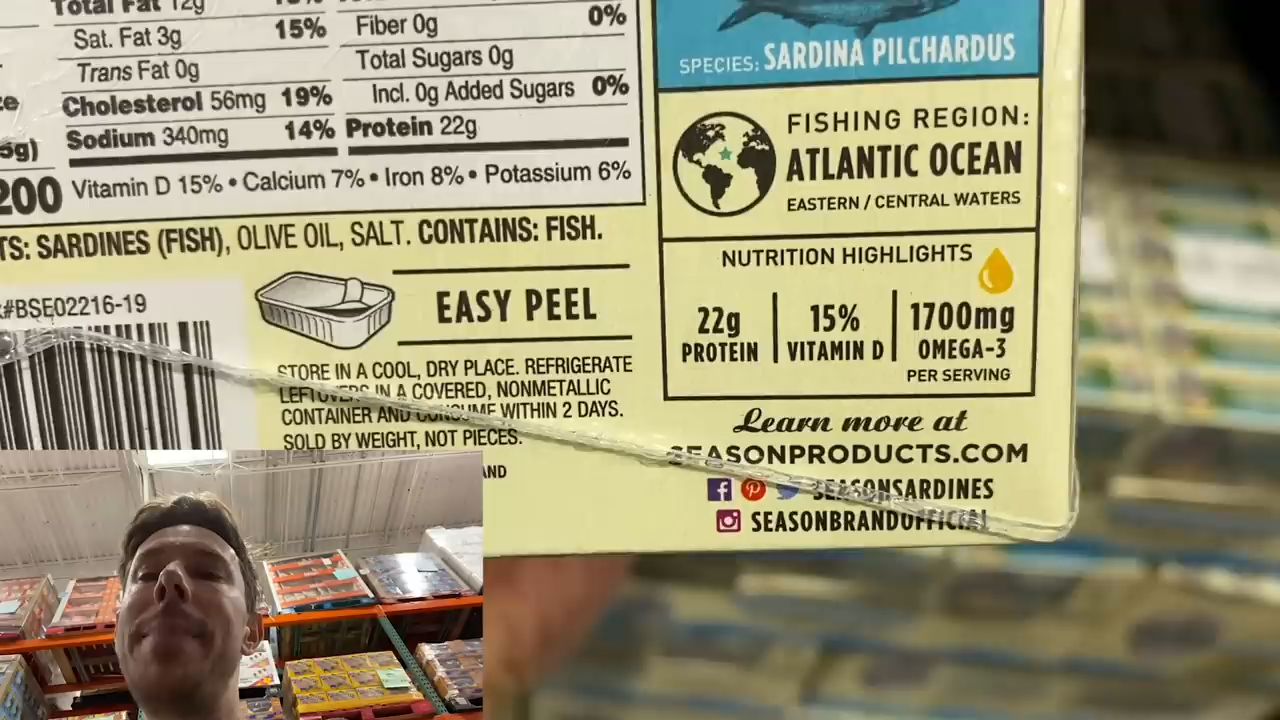 Total Fat 12g
Sat. Fat 3g 15%
Trans Fat 0g
Cholesterol 56mg 19%
Sodium 340mg 14%
5g)
200
Fiber 0g 0%
Total Sugars 0g
Incl. 0g Added Sugars 0%
Protein 22g
Vitamin D 15% • Calcium 7% • Iron 8% • Potassium 6%
TS: SARDINES (FISH), OLIVE OIL, SALT. CONTAINS: FISH.
#BSE02216-19
EASY PEEL
STORE IN A COOL, DRY PLACE. REFRIGERATE
LEFTOVERS IN A COVERED, NONMETALLIC
CONTAINER AND CONSUME WITHIN 2 DAYS.
SOLD BY WEIGHT, NOT PIECES.
AND
SPECIES: SARDINA PILCHARDUS
FISHING REGION:
ATLANTIC OCEAN
EASTERN / CENTRAL WATERS
NUTRITION HIGHLIGHTS
22g
PROTEIN
15%
VITAMIN D
1700mg
OMEGA-3
PER SERVING
Learn more at
SEASONPRODUCTS.COM
SEASONSARDINES
SEASONBRANDOFFICIAL